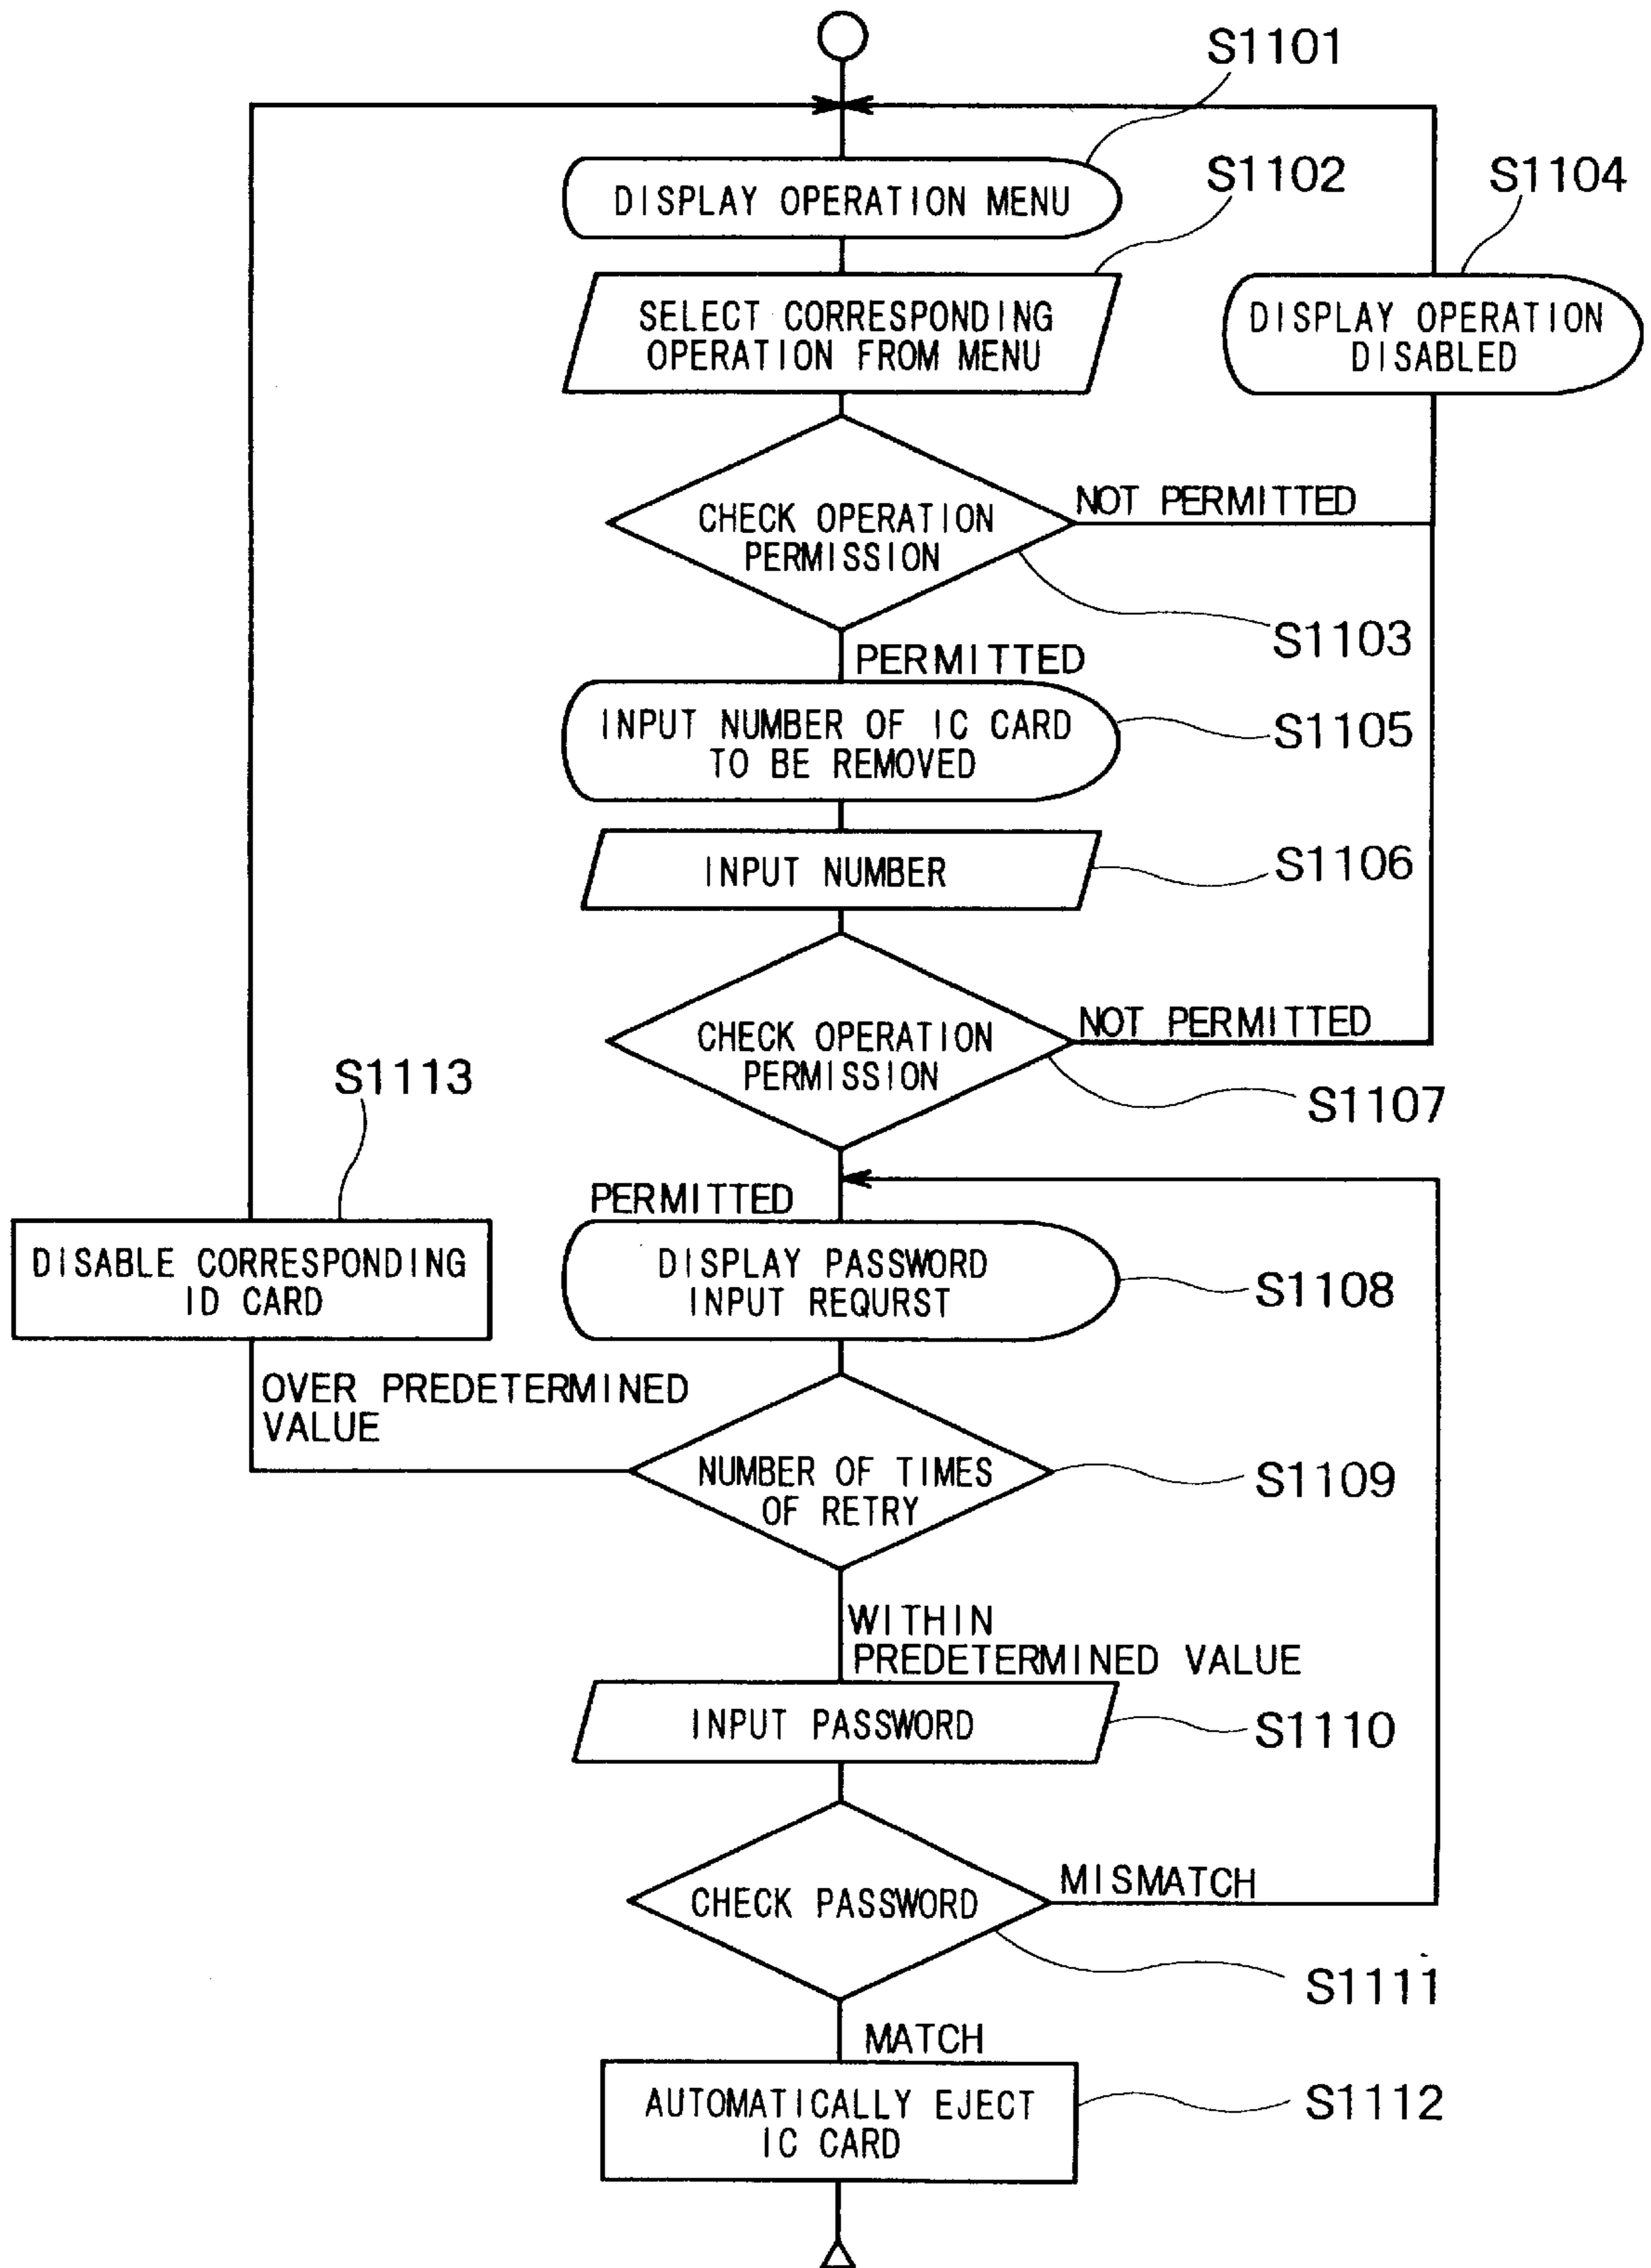 S1101
DISPLAY OPERATION MENU
S1102
SELECT CORRESPONDING
OPERATION FROM MENU
S1104
DISPLAY OPERATION
DISABLED
CHECK OPERATION
PERMISSION
NOT PERMITTED
S1103
PERMITTED
INPUT NUMBER OF IC CARD
TO BE REMOVED
S1105
INPUT NUMBER
S1106
CHECK OPERATION
PERMISSION
NOT PERMITTED
S1107
S1113
DISABLE CORRESPONDING
ID CARD
PERMITTED
DISPLAY PASSWORD
INPUT REQURST
S1108
OVER PREDETERMINED
VALUE
NUMBER OF TIMES
OF RETRY
S1109
WITHIN
PREDETERMINED VALUE
INPUT PASSWORD
S1110
CHECK PASSWORD
MISMATCH
S1111
MATCH
AUTOMATICALLY EJECT
IC CARD
S1112